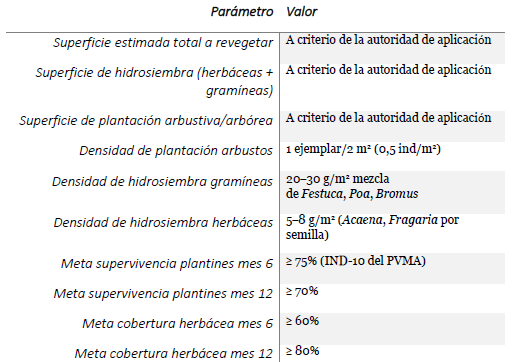 Parámetro Valor
Superficie estimada total a revegetar A criterio de la autoridad de aplicación
Superficie de hidrosiembra (herbáceas + A criterio de la autoridad de aplicación
gramíneas)
Superficie de plantación arbustiva/arbórea A criterio de la autoridad de aplicación
Densidad de plantación arbustos 1 ejemplar/2 m² (0,5 ind/m²)
Densidad de hidrosiembra gramíneas 20–30 g/m² mezcla
de Festuca, Poa, Bromus
Densidad de hidrosiembra herbáceas 5–8 g/m² (Acaena, Fragaria por
semilla)
Meta supervivencia plantines mes 6 ≥ 75% (IND-10 del PVMA)
Meta supervivencia plantines mes 12 ≥ 70%
Meta cobertura herbácea mes 6 ≥ 60%
Meta cobertura herbácea mes 12 ≥ 80%